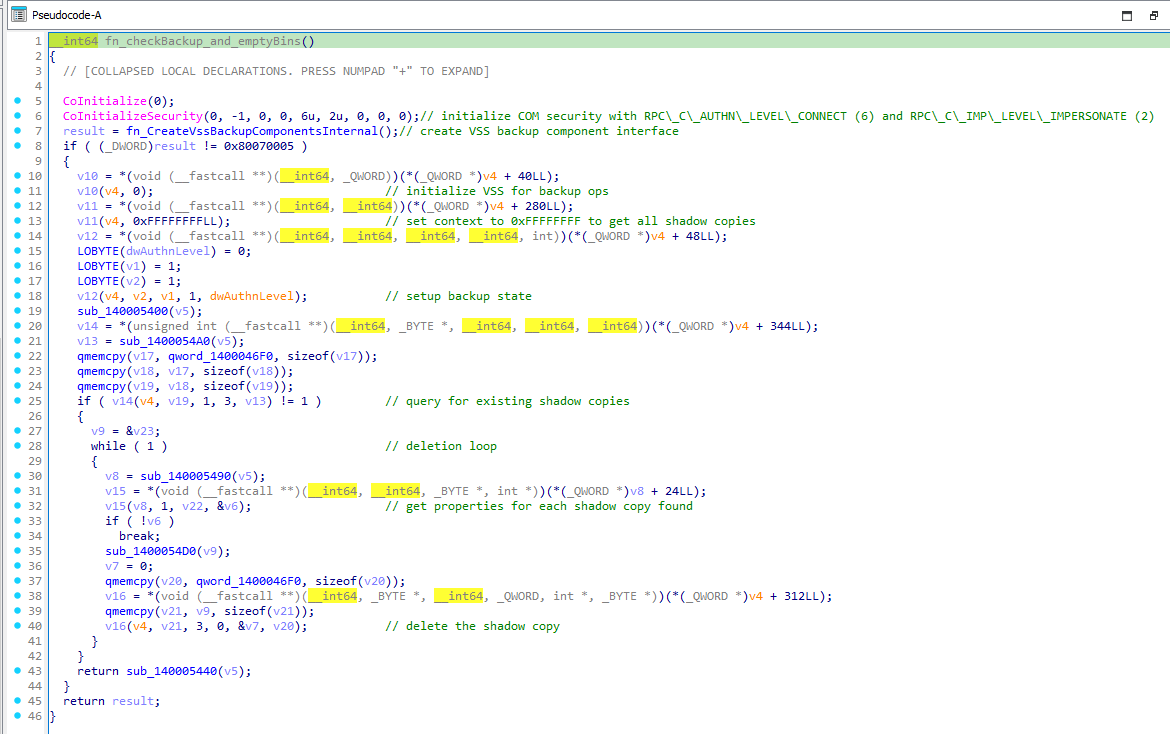 Pseudocode-A
1 __int64 fn_checkBackup_and_emptyBins()
2 {
3 // [COLLAPSED LOCAL DECLARATIONS. PRESS NUMPAD "+" TO EXPAND]
4
5 CoInitialize(0);
6 CoInitializeSecurity(0, -1, 0, 0, 6u, 2u, 0, 0, 0);// initialize COM security with RPC\_C\_AUTHN\_LEVEL\_CONNECT (6) and RPC\_C\_IMP\_LEVEL\_IMPERSONATE (2)
7 result = fn_CreateVssBackupComponentsInternal();// create VSS backup component interface
8 if ( (_DWORD)result != 0x80070005 )
9 {
10 v10 = *(void (__fastcall **)(__int64, _QWORD))(*(_QWORD *)v4 + 40LL);
11 v10(v4, 0); // initialize VSS for backup ops
12 v11 = *(void (__fastcall **)(__int64, __int64))(*(_QWORD *)v4 + 280LL);
13 v11(v4, 0xFFFFFFFFLL); // set context to 0xFFFFFFFF to get all shadow copies
14 v12 = *(void (__fastcall **)(__int64, __int64, __int64, __int64, int))(*(_QWORD *)v4 + 48LL);
15 LOBYTE(dwAuthnLevel) = 0;
16 LOBYTE(v1) = 1;
17 LOBYTE(v2) = 1;
18 v12(v4, v2, v1, 1, dwAuthnLevel); // setup backup state
19 sub_140005400(v5);
20 v14 = *(unsigned int (__fastcall **)(__int64, _BYTE *, __int64, __int64, __int64))(*(_QWORD *)v4 + 344LL);
21 v13 = sub_1400054A0(v5);
22 qmemcpy(v17, qword_1400046F0, sizeof(v17));
23 qmemcpy(v18, v17, sizeof(v18));
24 qmemcpy(v19, v18, sizeof(v19));
25 if ( v14(v4, v19, 1, 3, v13) != 1 ) // query for existing shadow copies
26 {
27 v9 = &v23;
28 while ( 1 ) // deletion loop
29 {
30 v8 = sub_140005490(v5);
31 v15 = *(void (__fastcall **)(__int64, __int64, _BYTE *, int *))(*(_QWORD *)v8 + 24LL);
32 v15(v8, 1, v22, &v6); // get properties for each shadow copy found
33 if ( !v6 )
34 break;
35 sub_1400054D0(v9);
36 v7 = 0;
37 qmemcpy(v20, qword_1400046F0, sizeof(v20));
38 v16 = *(void (__fastcall **)(__int64, _BYTE *, __int64, _QWORD, int *, _BYTE *))(*(_QWORD *)v4 + 312LL);
39 qmemcpy(v21, v9, sizeof(v21));
40 v16(v4, v21, 3, 0, &v7, v20); // delete the shadow copy
41 }
42 }
43 return sub_140005440(v5);
44 }
45 return result;
46 }